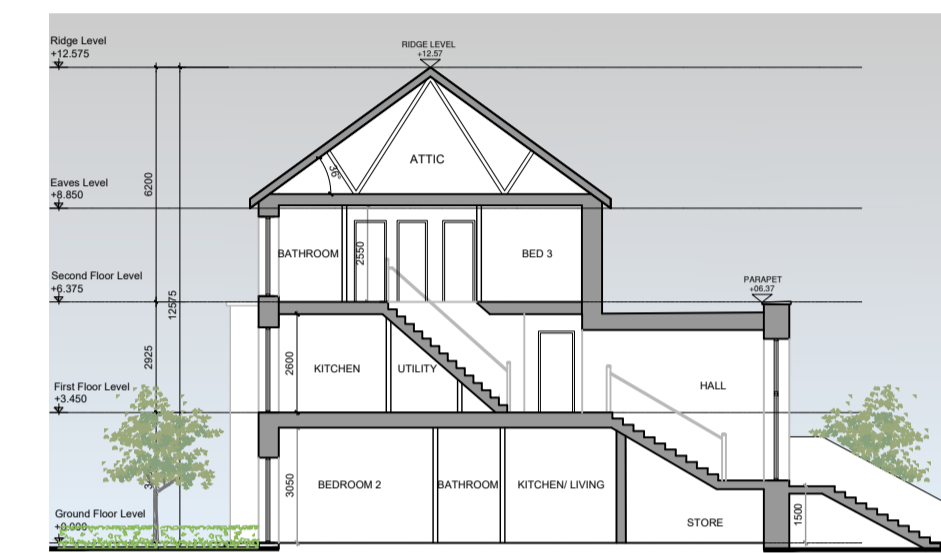 Ridge Level
+12.575
RIDGE LEVEL
+12.57
ATTIC
36°
6200
Eaves Level
+8.850
BATHROOM
2550
BED 3
Second Floor Level
+6.375
12575
PARAPET
+06.37
2925
2600
KITCHEN
UTILITY
HALL
First Floor Level
+3.450
3050
BEDROOM 2
BATHROOM
KITCHEN/ LIVING
STORE
1500
Ground Floor Level
+0.000